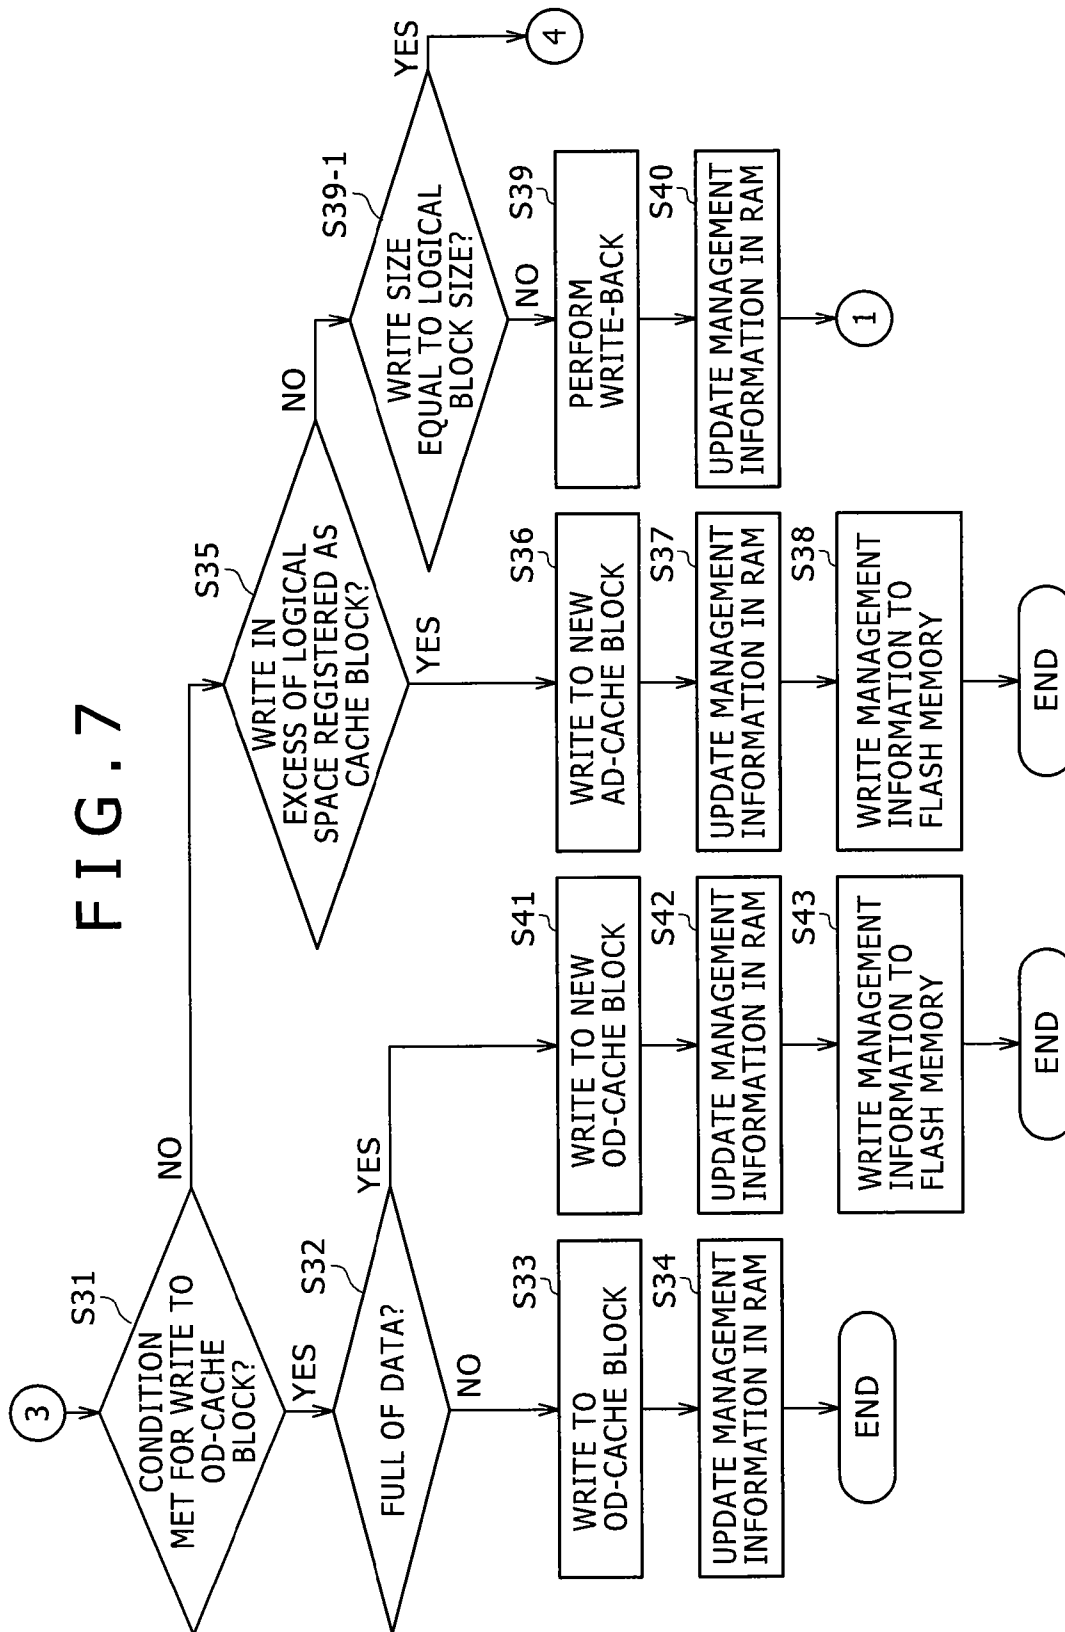 FIG. 7
3
CONDITION
MET FOR WRITE TO
OD-CACHE
BLOCK?
S31
NO
YES
FULL OF DATA?
S32
YES
NO
WRITE TO
OD-CACHE BLOCK
S33
UPDATE MANAGEMENT
INFORMATION IN RAM
S34
END
WRITE TO NEW
OD-CACHE BLOCK
S41
UPDATE MANAGEMENT
INFORMATION IN RAM
S42
WRITE MANAGEMENT
INFORMATION TO
FLASH MEMORY
S43
END
WRITE IN
EXCESS OF LOGICAL
SPACE REGISTERED AS
CACHE BLOCK?
S35
NO
YES
WRITE TO NEW
AD-CACHE BLOCK
S36
UPDATE MANAGEMENT
INFORMATION IN RAM
S37
WRITE MANAGEMENT
INFORMATION TO
FLASH MEMORY
S38
END
WRITE SIZE
EQUAL TO LOGICAL
BLOCK SIZE?
S39-1
YES
4
NO
PERFORM
WRITE-BACK
S39
UPDATE MANAGEMENT
INFORMATION IN RAM
S40
1